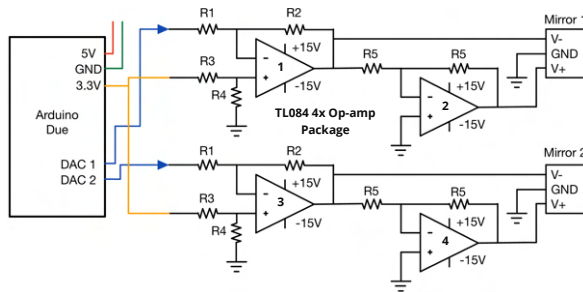 Mirror 1
R1
R2
5V
GND
3.3V
Arduino
Due
DAC 1
DAC 2
R3
R4
+15V
1
-15V
−
+
R5
R5
V-
GND
V+
TL084 4x Op-amp
Package
−
+
+15V
2
-15V
Mirror 2
R1
R2
R3
R4
−
+
+15V
3
-15V
R5
R5
V-
GND
V+
−
+
+15V
4
-15V